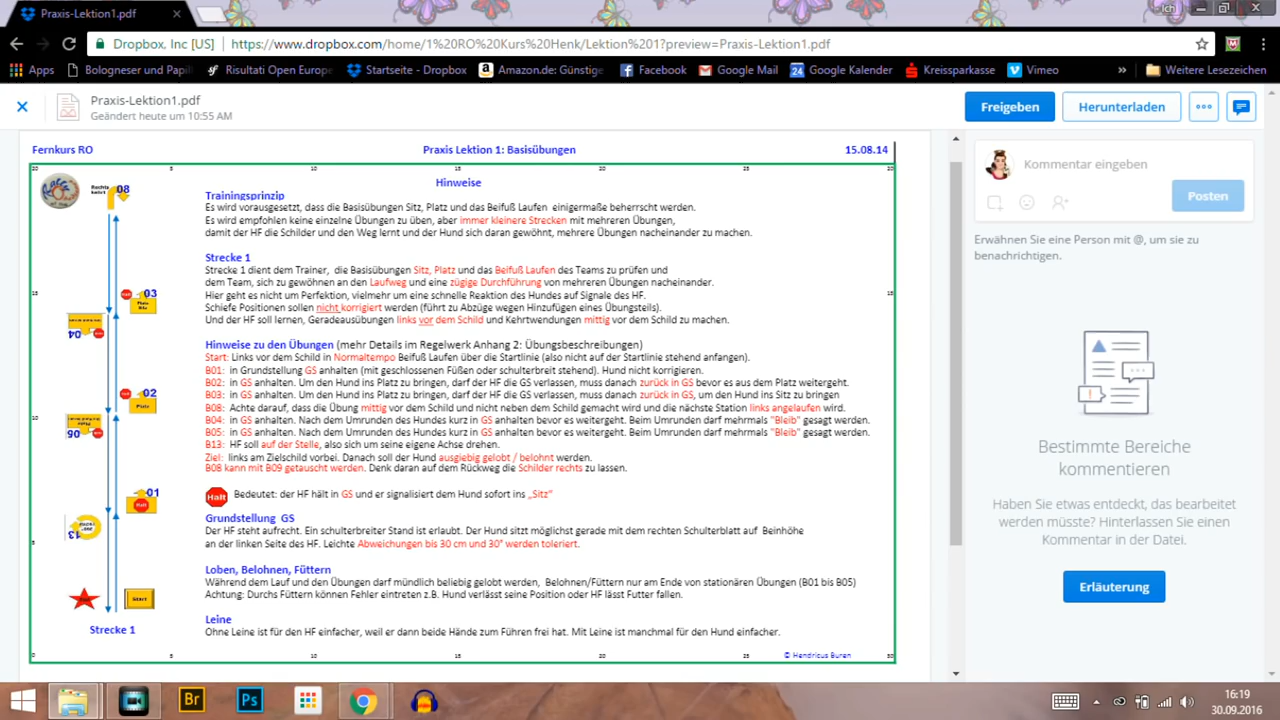 Praxis-Lektion1.pdf
Ich
Dropbox, Inc [US] https://www.dropbox.com/home/1%20RO%20Kurs%20Henk/Lektion%201?preview=Praxis-Lektion1.pdf
Apps Bologneser und Papi Risultati Open Europe Startseite - Dropbox Amazon.de: Günstige Facebook Google Mail 24 Google Kalender Kreissparkasse Vimeo » Weitere Lesezeichen
Praxis-Lektion1.pdf
Geändert heute um 10:55 AM
Freigeben Herunterladen
Fernkurs RO Praxis Lektion 1: Basisübungen 15.08.14
20 5 10 15 20 25
Hinweise
Rechts kehrt 08
Trainingsprinzip
Es wird vorausgesetzt, dass die Basisübungen Sitz, Platz und das Beifuß Laufen einigermaße beherrscht werden.
Es wird empfohlen keine einzelne Übungen zu üben, aber immer kleinere Strecken mit mehreren Übungen,
damit der HF die Schilder und den Weg lernt und der Hund sich daran gewöhnt, mehrere Übungen nacheinander zu machen.
Strecke 1
Strecke 1 dient dem Trainer, die Basisübungen Sitz, Platz und das Beifuß Laufen des Teams zu prüfen und
dem Team, sich zu gewöhnen an den Laufweg und eine zügige Durchführung von mehreren Übungen nacheinander.
Hier geht es nicht um Perfektion, vielmehr um eine schnelle Reaktion des Hundes auf Signale des HF.
Schiefe Positionen sollen nicht korrigiert werden (führt zu Abzüge wegen Hinzufügen eines Übungsteils).
Und der HF soll lernen, Geradeausübungen links vor dem Schild und Kehrtwendungen mittig vor dem Schild zu machen.
03
04
02
Platz
06
01
Halt
13
Start
Strecke 1
Hinweise zu den Übungen (mehr Details im Regelwerk Anhang 2: Übungsbeschreibungen)
Start: Links vor dem Schild in Normaltempo Beifuß Laufen über die Startlinie (also nicht auf der Startlinie stehend anfangen).
B01: in Grundstellung GS anhalten (mit geschossenen Füßen oder schulterbreit stehend). Hund nicht korrigieren.
B02: in GS anhalten. Um den Hund ins Platz zu bringen, darf der HF die GS verlassen, muss danach zurück in GS bevor es aus dem Platz weitergeht.
B03: in GS anhalten. Um den Hund ins Platz zu bringen, darf der HF die GS verlassen, muss danach zurück in GS, um den Hund ins Sitz zu bringen
B08: Achte darauf, dass die Übung mittig vor dem Schild und nicht neben dem Schild gemacht wird und die nächste Station links angelaufen wird.
B04: in GS anhalten. Nach dem Umrunden des Hundes kurz in GS anhalten bevor es weitergeht. Beim Umrunden darf mehrmals "Bleib" gesagt werden.
B05: in GS anhalten. Nach dem Umrunden des Hundes kurz in GS anhalten bevor es weitergeht. Beim Umrunden darf mehrmals "Bleib" gesagt werden.
B13: HF soll auf der Stelle, also sich um seine eigene Achse drehen.
Ziel: links am Zielschild vorbei. Danach soll der Hund ausgiebig gelobt / belohnt werden.
B08 kann mit B09 getauscht werden. Denk daran auf dem Rückweg die Schilder rechts zu lassen.
Halt Bedeutet: der HF hält in GS und er signalisiert dem Hund sofort ins „Sitz"
Grundstellung GS
Der HF steht aufrecht. Ein schulterbreiter Stand ist erlaubt. Der Hund sitzt möglichst gerade mit dem rechten Schulterblatt auf Beinhöhe
an der linken Seite des HF. Leichte Abweichungen bis 30 cm und 30° werden toleriert.
Loben, Belohnen, Füttern
Während dem Lauf und den Übungen darf mündlich beliebig gelobt werden, Belohnen/Füttern nur am Ende von stationären Übungen (B01 bis B05)
Achtung: Durchs Füttern können Fehler eintreten z.B. Hund verlässt seine Position oder HF lässt Futter fallen.
Leine
Ohne Leine ist für den HF einfacher, weil er dann beide Hände zum Führen frei hat. Mit Leine ist manchmal für den Hund einfacher.
© Hendricus Buren
0 5 10 15 20 25 30
Kommentar eingeben
Posten
Erwähnen Sie eine Person mit @, um sie zu
benachrichtigen.
Bestimmte Bereiche
kommentieren
Haben Sie etwas entdeckt, das bearbeitet
werden müsste? Hinterlassen Sie einen
Kommentar in der Datei.
Erläuterung
Br Ps
16:19
30.09.2016